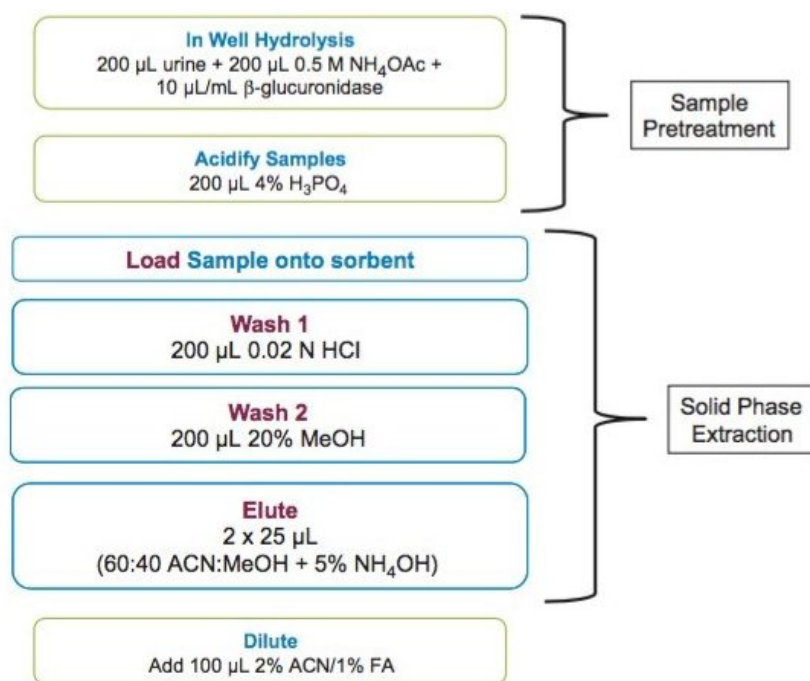 In Well Hydrolysis
200 µL urine + 200 µL 0.5 M NH₄OAc +
10 µL/mL β-glucuronidase
Sample
Pretreatment
Acidify Samples
200 µL 4% H₃PO₄
Load Sample onto sorbent
Wash 1
200 µL 0.02 N HCl
Wash 2
200 µL 20% MeOH
Solid Phase
Extraction
Elute
2 x 25 µL
(60:40 ACN:MeOH + 5% NH₄OH)
Dilute
Add 100 µL 2% ACN/1% FA